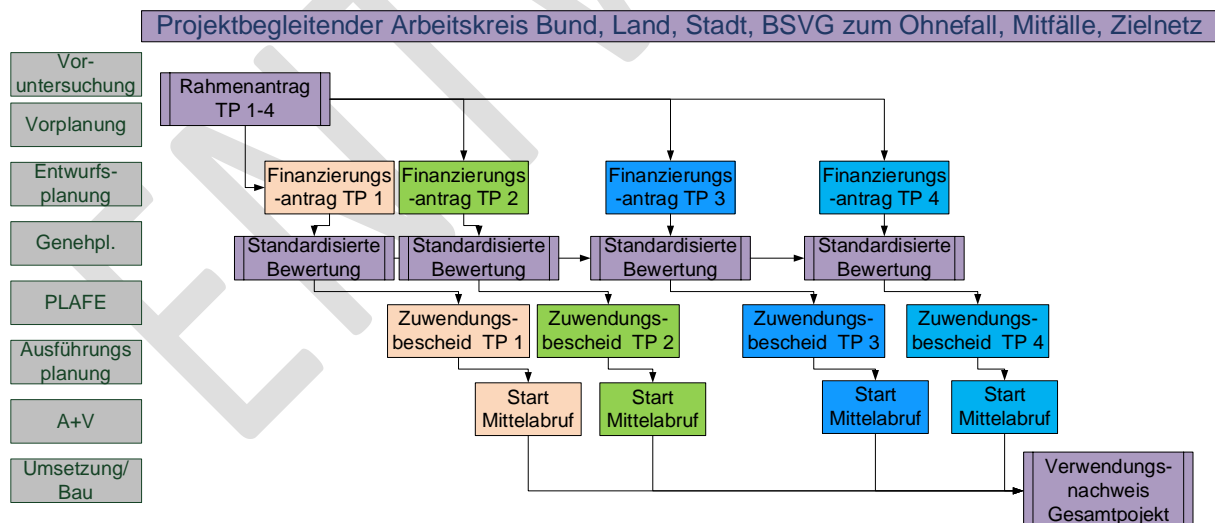 Projektbegleitender Arbeitskreis Bund, Land, Stadt, BSVG zum Ohnefall, Mitfälle, Zielnetz
Vor-
untersuchung
Vorplanung
Entwurfs-
planung
Genehpl.
PLAFE
Ausführungs
planung
A+V
Umsetzung/
Bau
Rahmenantrag
TP 1-4
Finanzierungs
-antrag TP 1
Finanzierungs
-antrag TP 2
Finanzierungs
-antrag TP 3
Finanzierungs
-antrag TP 4
Standardisierte
Bewertung
Standardisierte
Bewertung
Standardisierte
Bewertung
Standardisierte
Bewertung
Zuwendungs-
bescheid TP 1
Zuwendungs-
bescheid TP 2
Zuwendungs-
bescheid TP 3
Zuwendungs-
bescheid TP 4
Start
Mittelabruf
Start
Mittelabruf
Start
Mittelabruf
Start
Mittelabruf
Verwendungs-
nachweis
Gesamtpojekt